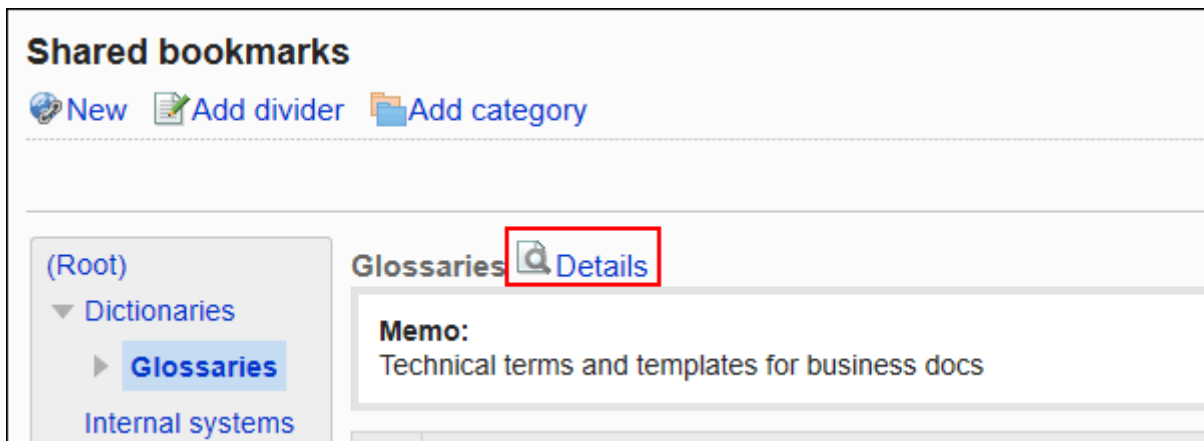 Shared bookmarks
New Add divider Add category
(Root)
Dictionaries
Glossaries
Internal systems
Glossaries Details
Memo:
Technical terms and templates for business docs